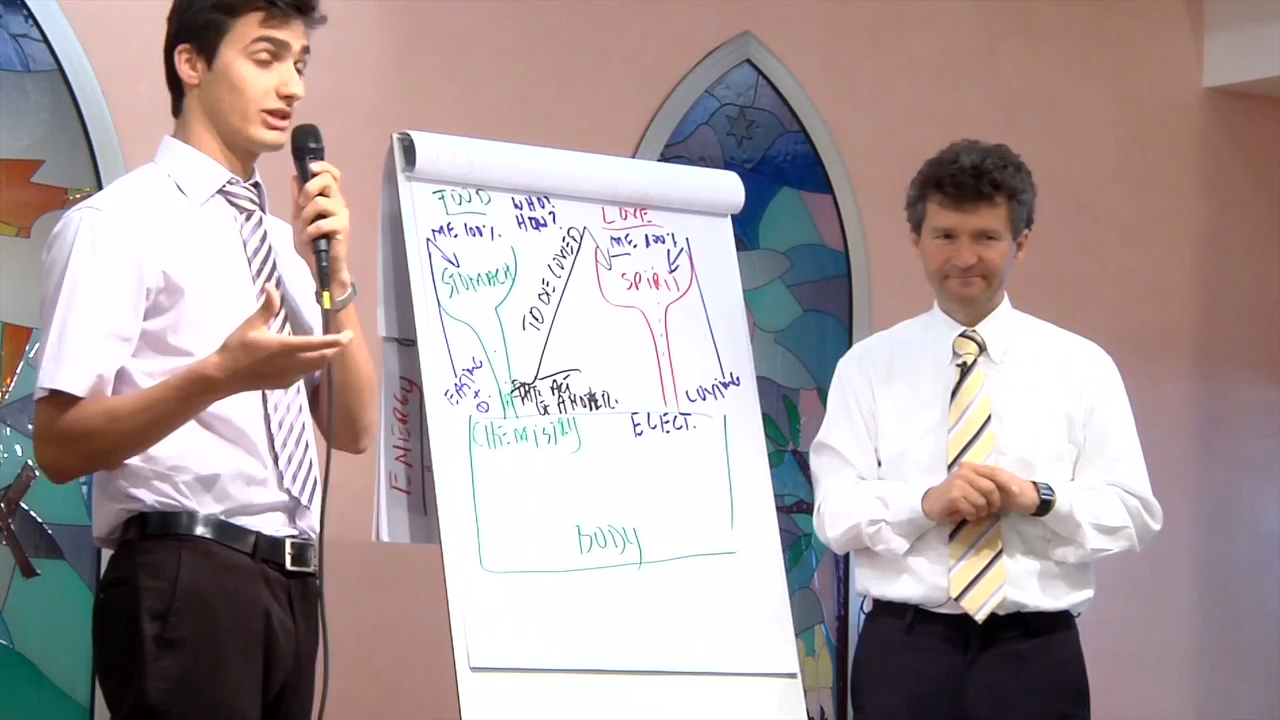 FOOD
WHO?
HOW?
LOVE
ME 100%
ME 100%
STOMACH
TO BE LOVED
SPIRIT
EATING
LOVING
CHEMISTRY
ELECT.
BODY
ENERGY